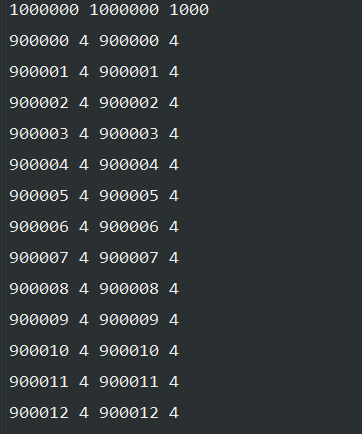 1000000 1000000 1000
900000 4 900000 4
900001 4 900001 4
900002 4 900002 4
900003 4 900003 4
900004 4 900004 4
900005 4 900005 4
900006 4 900006 4
900007 4 900007 4
900008 4 900008 4
900009 4 900009 4
900010 4 900010 4
900011 4 900011 4
900012 4 900012 4